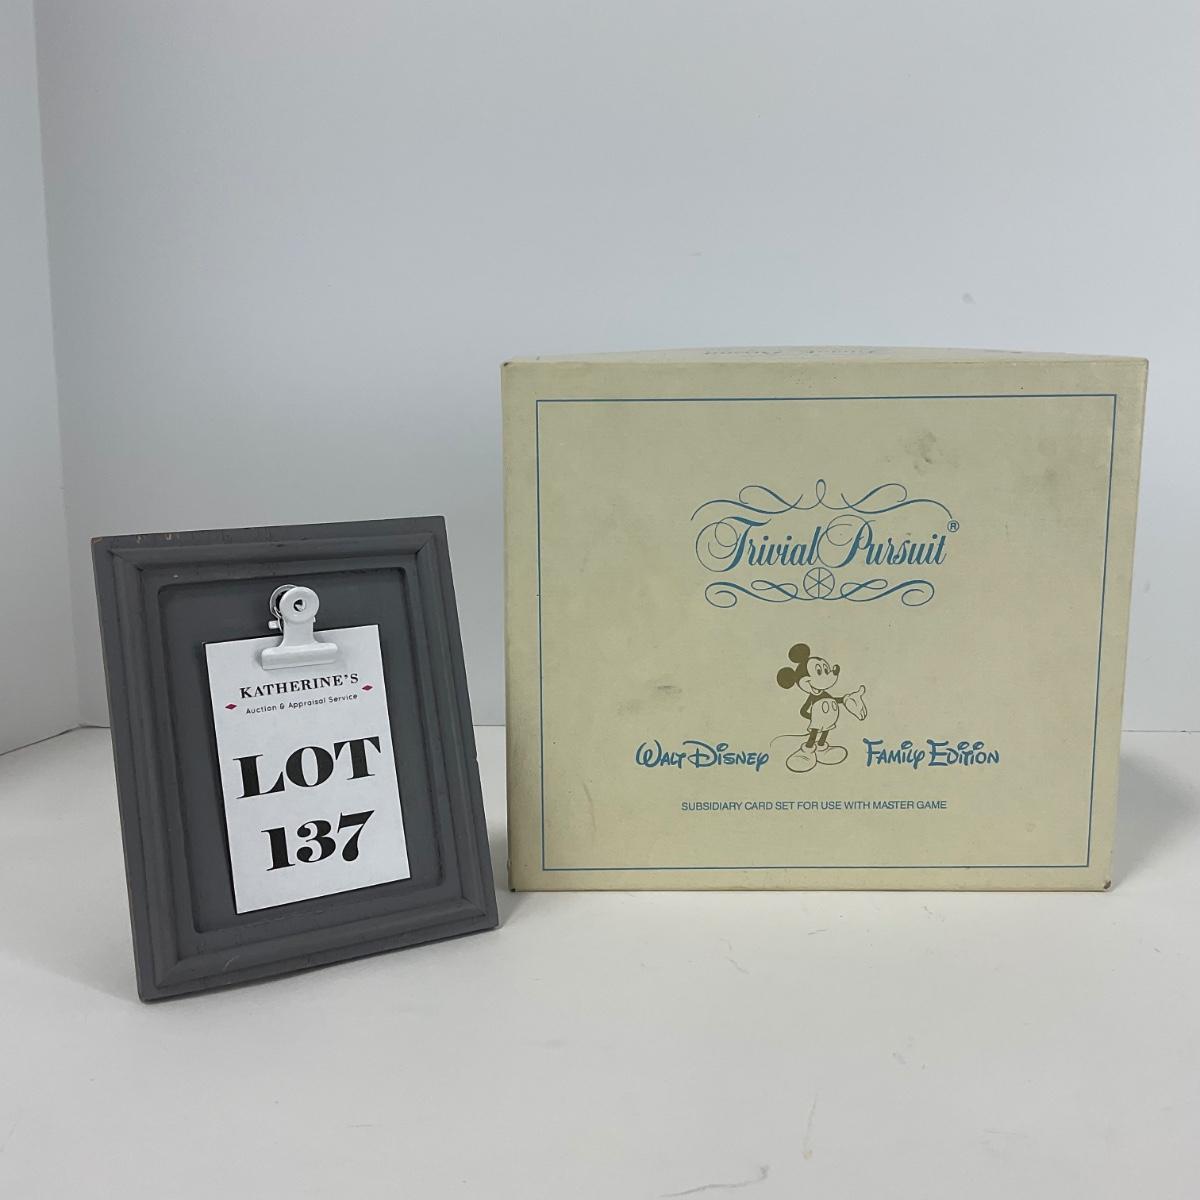 KATHERINE'S
Auction & Appraisal Service
LOT
137
Trivial Pursuit®
WALT DISNEY FAMILY EDITION
SUBSIDIARY CARD SET FOR USE WITH MASTER GAME